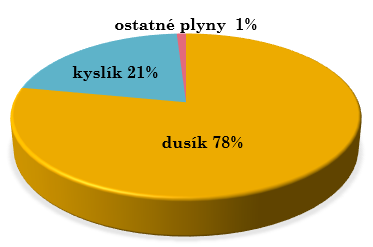 ostatné plyny 1%
kyslík 21%
dusík 78%